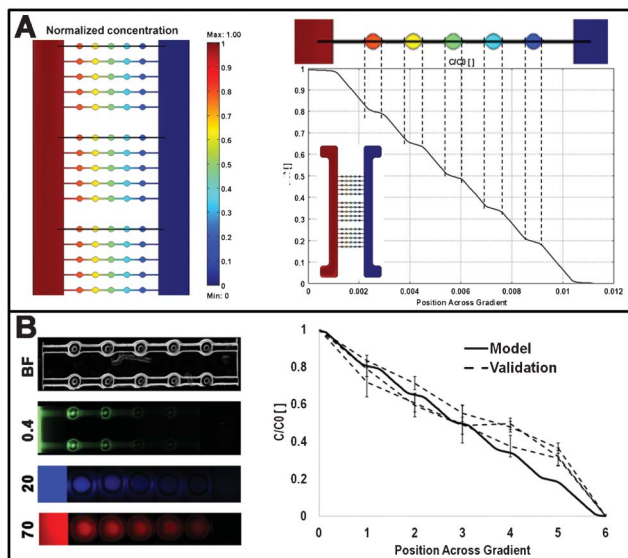 A
Normalized concentration
Max: 1.00
1
0.9
0.8
0.7
0.6
0.5
0.4
0.3
0.2
0.1
0
Min: 0
C/C0 [ ]
1
0.9
0.8
0.7
0.6
0.5
0.4
0.3
0.2
0.1
0
0 0.002 0.004 0.006 0.008 0.01 0.012
Position Across Gradient
B
BF
0.4
20
70
C/C0 [ ]
1
0.8
0.6
0.4
0.2
0
Model
Validation
0 1 2 3 4 5 6
Position Across Gradient